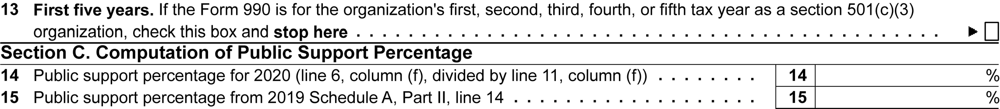 13 First five years. If the Form 990 is for the organization's first, second, third, fourth, or fifth tax year as a section 501(c)(3)
organization, check this box and stop here . . . . . . . . . . . . . . . . . . . . . . . . . . . . . . . . . . . . . . . . . . . . . ▶ ☐
Section C. Computation of Public Support Percentage
14 Public support percentage for 2020 (line 6, column (f), divided by line 11, column (f)) . . . . . . . . 14 %
15 Public support percentage from 2019 Schedule A, Part II, line 14 . . . . . . . . . . . . . . . . . . . 15 %